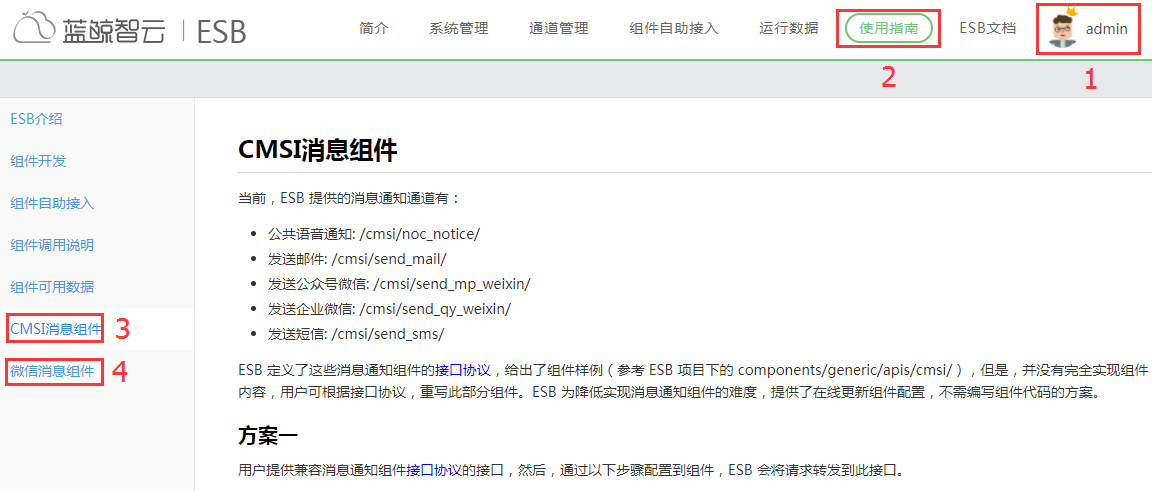 蓝鲸智云 | ESB 简介 系统管理 通道管理 组件自助接入 运行数据 使用指南 ESB文档 admin
2 1
ESB介绍
组件开发
组件自助接入
组件调用说明
组件可用数据
CMSI消息组件 3
微信消息组件 4
CMSI消息组件
当前，ESB 提供的消息通知通道有：
• 公共语音通知: /cmsi/noc_notice/
• 发送邮件: /cmsi/send_mail/
• 发送公众号微信: /cmsi/send_mp_weixin/
• 发送企业微信: /cmsi/send_qy_weixin/
• 发送短信: /cmsi/send_sms/
ESB 定义了这些消息通知组件的接口协议，给出了组件样例（参考 ESB 项目下的 components/generic/apis/cmsi/ ），但是，并没有完全实现组件
内容，用户可根据接口协议，重写此部分组件。ESB 为降低实现消息通知组件的难度，提供了在线更新组件配置，不需编写组件代码的方案。
方案一
用户提供兼容消息通知组件接口协议的接口，然后，通过以下步骤配置到组件，ESB 会将请求转发到此接口。